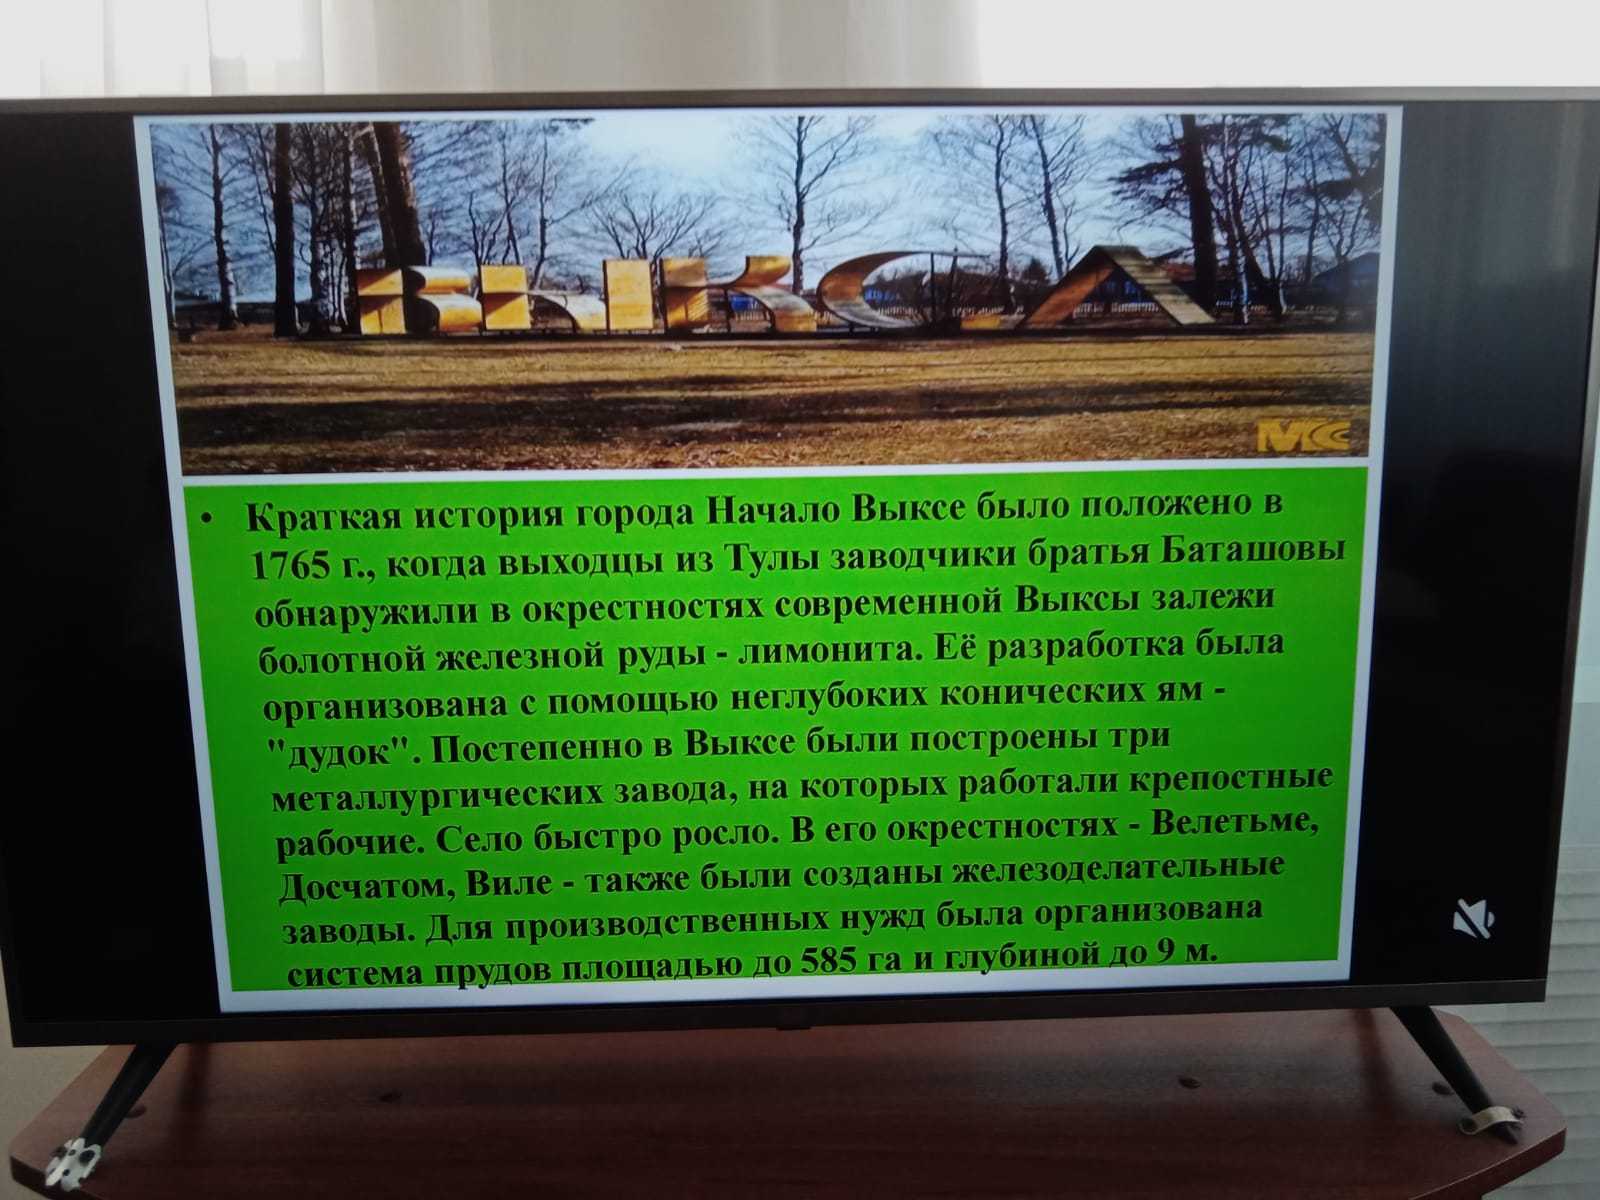 ВЫКСА
МСС
• Краткая история города Начало Выксе было положено в
1765 г., когда выходцы из Тулы заводчики братья Баташовы
обнаружили в окрестностях современной Выксы залежи
болотной железной руды - лимонита. Её разработка была
организована с помощью неглубоких конических ям -
"дудок". Постепенно в Выксе были построены три
металлургических завода, на которых работали крепостные
рабочие. Село быстро росло. В его окрестностях - Велетьме,
Досчатом, Виле - также были созданы железоделательные
заводы. Для производственных нужд была организована
система прудов площадью до 585 га и глубиной до 9 м.